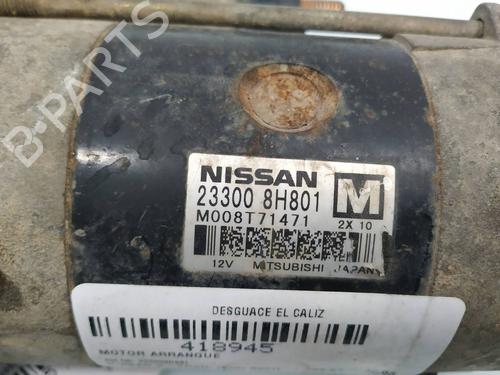 B-PARTS
NISSAN
23300 8H801
M
M008T71471
2X 10
12V MITSUBISHI JAPAN
DESGUACE EL CALIZ
418945
MOTOR ARRANQUE